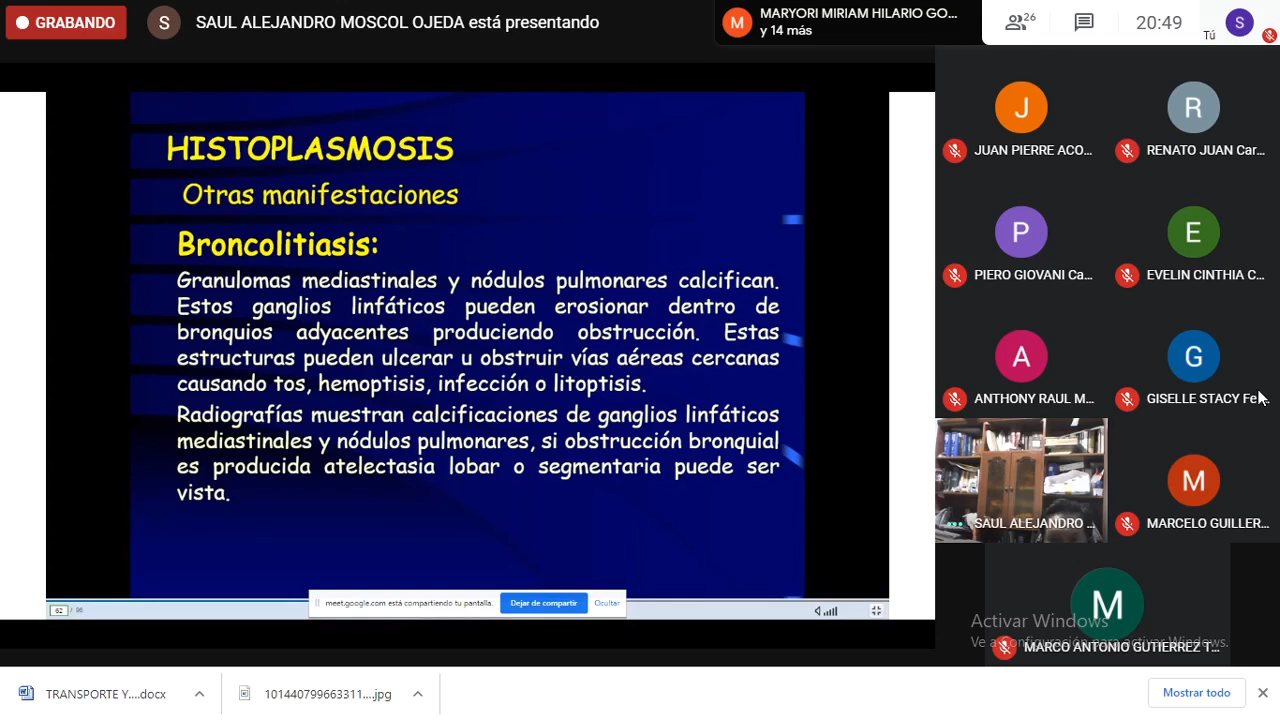 GRABANDO
S
SAUL ALEJANDRO MOSCOL OJEDA está presentando
M
MARYORI MIRIAM HILARIO GO...
y 14 más
26
20:49
Tú
S
HISTOPLASMOSIS
Otras manifestaciones
Broncolitiasis:
Granulomas mediastinales y nódulos pulmonares calcifican.
Estos ganglios linfáticos pueden erosionar dentro de
bronquios adyacentes produciendo obstrucción. Estas
estructuras pueden ulcerar u obstruir vías aéreas cercanas
causando tos, hemoptisis, infección o litoptisis.
Radiografías muestran calcificaciones de ganglios linfáticos
mediastinales y nódulos pulmonares, si obstrucción bronquial
es producida atelectasia lobar o segmentaria puede ser
vista.
62 / 96
meet.google.com está compartiendo tu pantalla.
Dejar de compartir
Ocultar
J
JUAN PIERRE ACO...
R
RENATO JUAN Car...
P
PIERO GIOVANI Ca...
E
EVELIN CINTHIA C...
A
ANTHONY RAUL M...
G
GISELLE STACY Fe...
SAUL ALEJANDRO ...
M
MARCELO GUILLER...
M
MARCO ANTONIO GUTIERREZ T...
Activar Windows
Ve a Configuración para activar Windows.
TRANSPORTE Y....docx
101440799663311....jpg
Mostrar todo